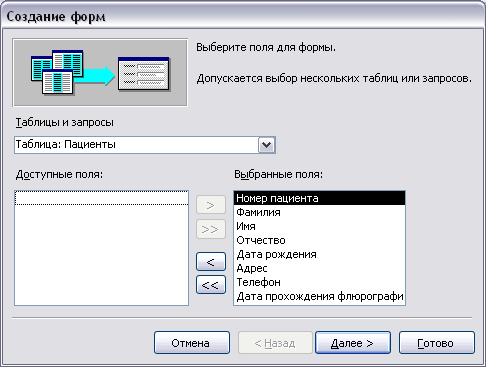 Создание форм
Выберите поля для формы.
Допускается выбор нескольких таблиц или запросов.
Таблицы и запросы
Таблица: Пациенты
Доступные поля:
Выбранные поля:
>
>>
<
<<
Номер пациента
Фамилия
Имя
Отчество
Дата рождения
Адрес
Телефон
Дата прохождения флюрографи
Отмена
< Назад
Далее >
Готово